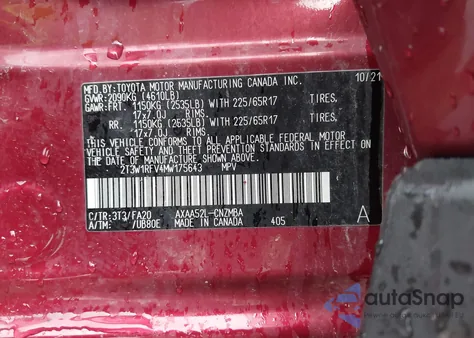 MFD. BY: TOYOTA MOTOR MANUFACTURING CANADA INC. 10/21
GVWR: 2090KG (4610LB)
GAWR: FRT. 1150KG (2535LB) WITH 225/65R17 TIRES,
17x7.0J RIMS.
RR. 1150KG (2535LB) WITH 225/65R17 TIRES,
17x7.0J RIMS.
THIS VEHICLE CONFORMS TO ALL APPLICABLE FEDERAL MOTOR
VEHICLE SAFETY AND THEFT PREVENTION STANDARDS IN EFFECT
ON THE DATE OF MANUFACTURE SHOWN ABOVE.
2T3W1RFV4MW175643 MPV
C/TR: 3T3/FA20 AXAA52L-CNZMBA
A/TM: /UB80E MADE IN CANADA 405 A
autoSnap